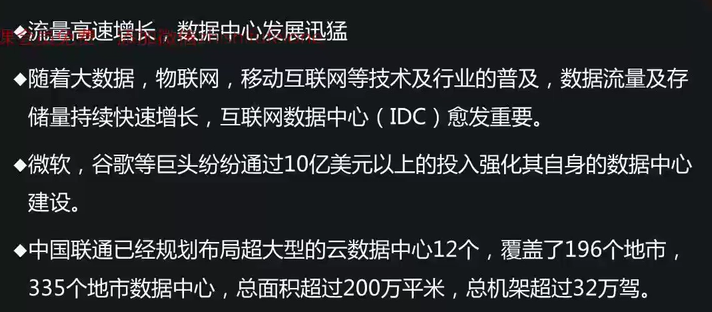 ◆流量高速增长，数据中心发展迅猛
◆随着大数据，物联网，移动互联网等技术及行业的普及，数据流量及存
储量持续快速增长，互联网数据中心（IDC）愈发重要。
◆微软，谷歌等巨头纷纷通过10亿美元以上的投入强化其自身的数据中心
建设。
◆中国联通已经规划布局超大型的云数据中心12个，覆盖了196个地市，
335个地市数据中心，总面积超过200万平米，总机架超过32万驾。